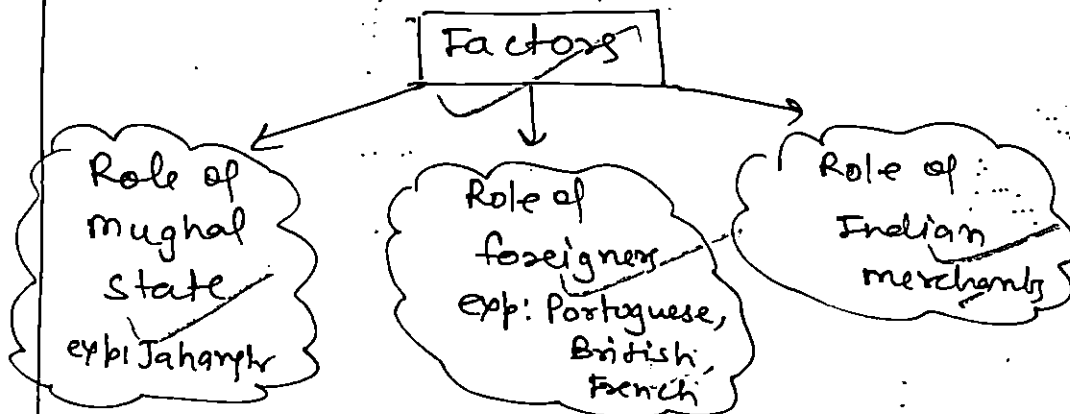 Factors
Role of
mughal
state
exp: Jahangir
Role of
foreigners
exp: Portuguese,
British
French
Role of
Indian
merchants